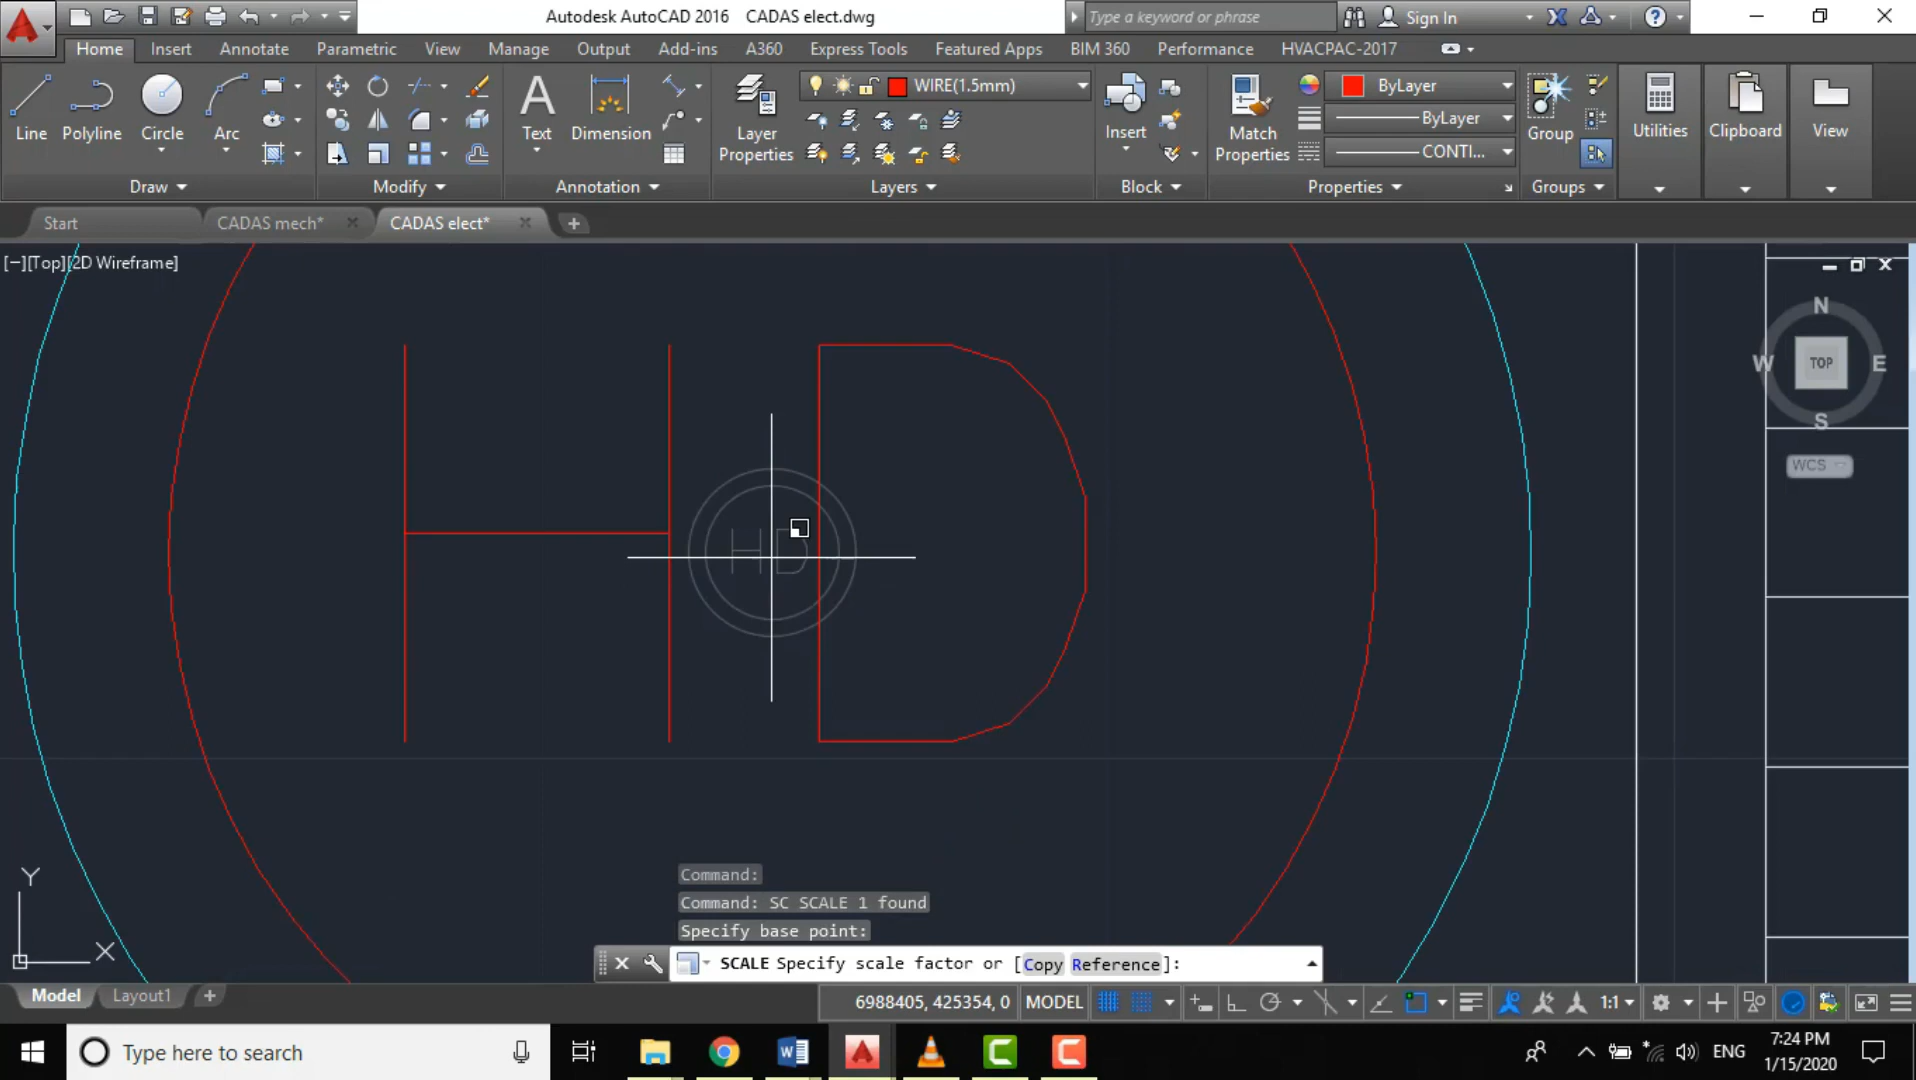 Autodesk AutoCAD 2016 CADAS elect.dwg
Type a keyword or phrase
Sign In
Home Insert Annotate Parametric View Manage Output Add-ins A360 Express Tools Featured Apps BIM 360 Performance HVACPAC-2017
WIRE(1.5mm)
ByLayer
ByLayer
CONTI...
Line Polyline Circle Arc
Text Dimension
Layer Properties
Insert
Match Properties
Group
Utilities Clipboard View
Draw Modify Annotation Layers Block Properties Groups
Start CADAS mech* CADAS elect*
[−][Top][2D Wireframe]
N
W TOP E
S
WCS
HD
HD
Y
X
Command:
Command: SC SCALE 1 found
Specify base point:
SCALE Specify scale factor or [Copy Reference]:
Model Layout1
6988405, 425354, 0 MODEL
1:1
Type here to search
ENG
7:24 PM
1/15/2020